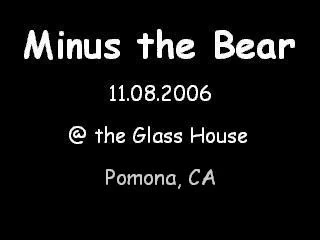 Minus the Bear
11.08.2006
@ the Glass House
Pomona, CA